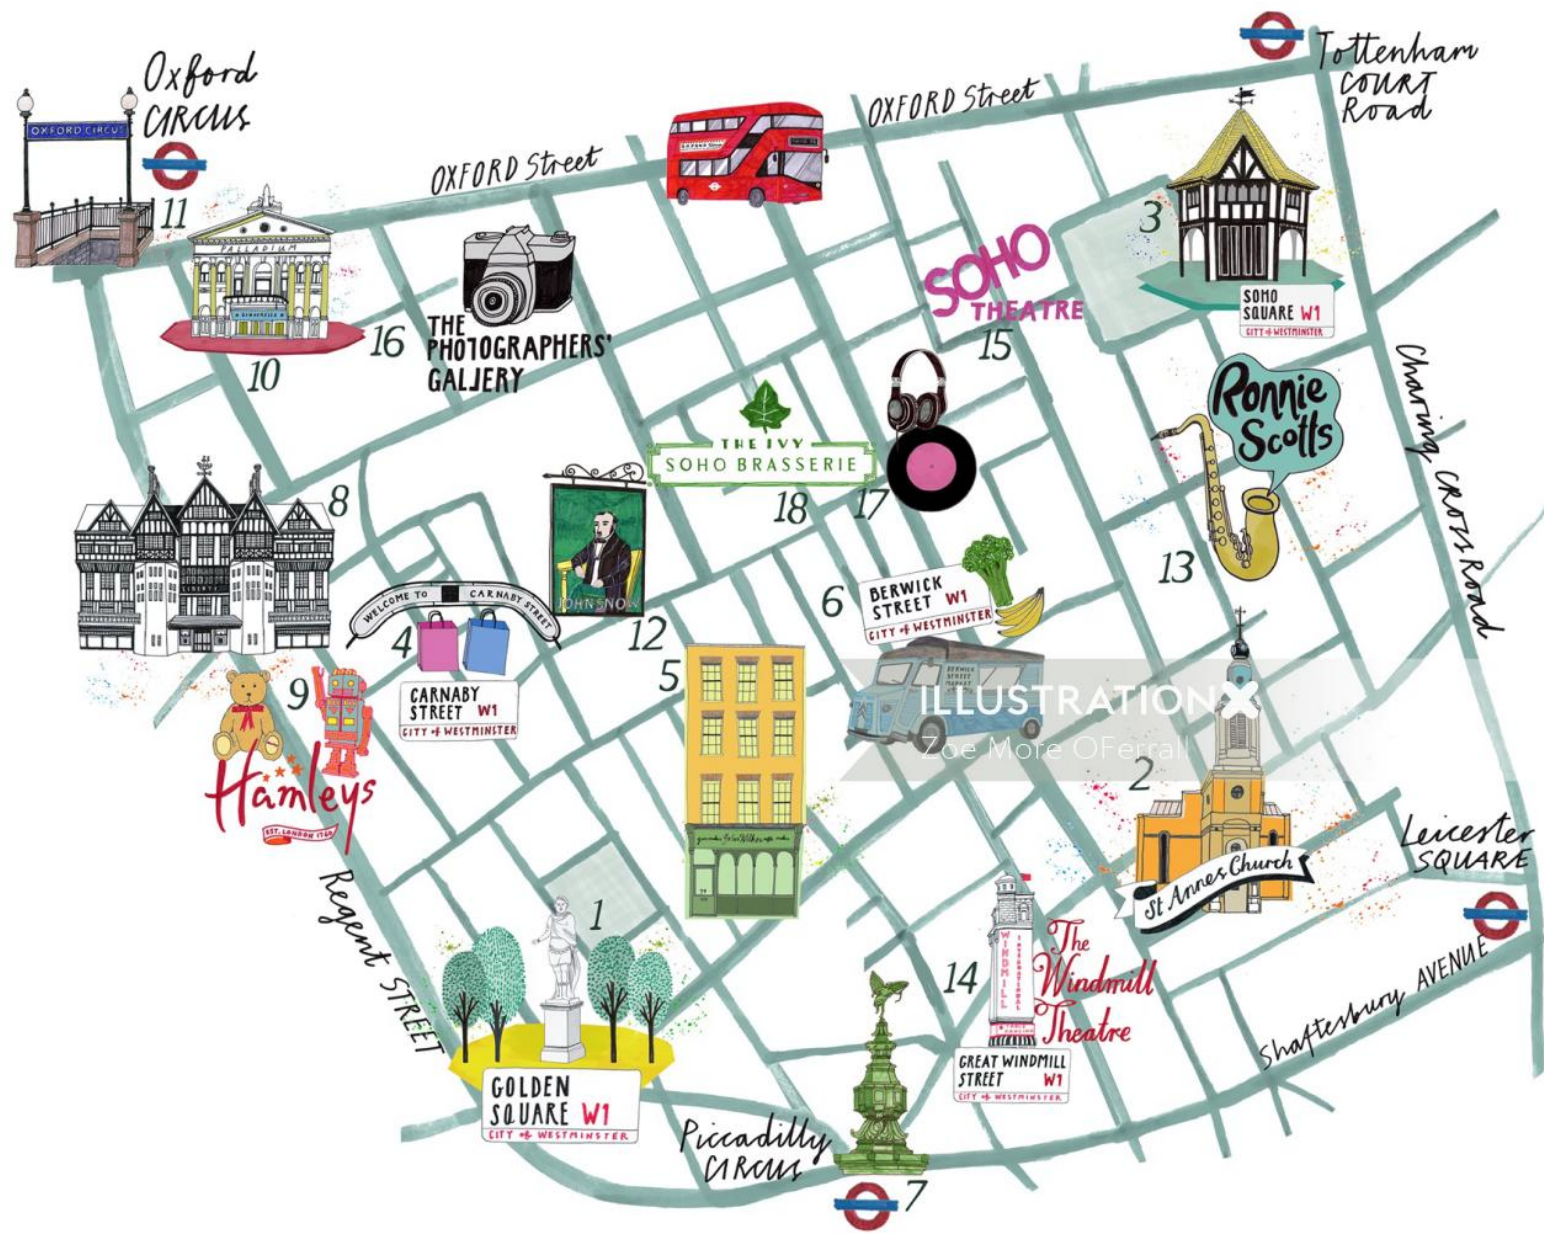 Tottenham
COURT
Road
Oxford
CIRCUS
OXFORD Street
OXFORD CIRCUS
OXFORD Street
11
3
PALLADIUM
SOHO
THEATRE
SOHO
SQUARE W1
CITY of WESTMINSTER
16
THE
PHOTOGRAPHERS'
GALLERY
15
10
Charing CROSS Road
Ronnie
Scotts
THE IVY
SOHO BRASSERIE
8
18
17
13
JOHN SNOW
WELCOME TO CARNABY STREET
6
BERWICK
STREET W1
CITY of WESTMINSTER
LIBERTY
4
12
5
BERWICK
STREET
MARKET
9
CARNABY
STREET W1
CITY of WESTMINSTER
ILLUSTRATIONX
Zoe More OFerrall
2
Hamleys
EST. LONDON 1760
Leicester
SQUARE
St Annes Church
Regent STREET
1
14
WINDMILL
INTERNATIONAL
The
Windmill
Theatre
Shaftesbury AVENUE
GREAT WINDMILL
STREET W1
CITY of WESTMINSTER
GOLDEN
SQUARE W1
CITY of WESTMINSTER
Piccadilly
CIRCUS
7